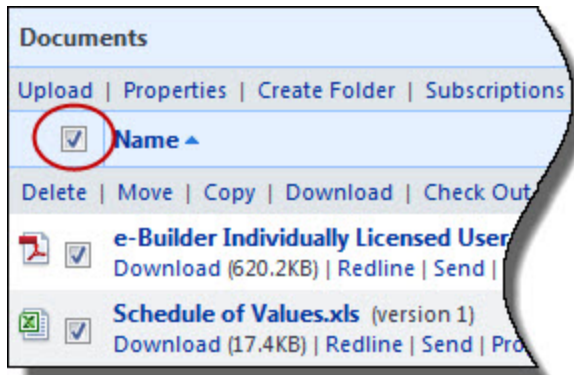 Documents
Upload | Properties | Create Folder | Subscriptions
Name
Delete | Move | Copy | Download | Check Out
e-Builder Individually Licensed User
Download (620.2KB) | Redline | Send |
Schedule of Values.xls (version 1)
Download (17.4KB) | Redline | Send | Pro